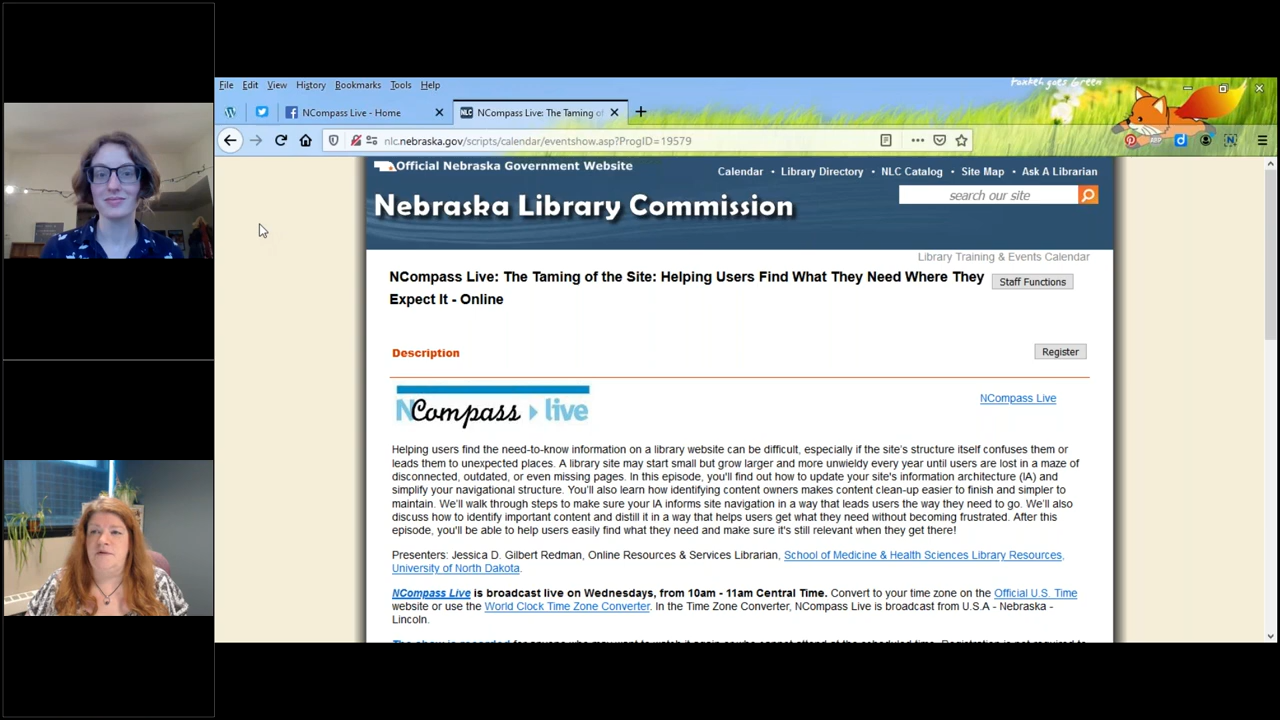 Fox(keh goes Green
File Edit View History Bookmarks Tools Help
NCompass Live - Home
NLC NCompass Live: The Taming of
nlc.nebraska.gov/scripts/calendar/eventshow.asp?ProgID=19579
Official Nebraska Government Website
Calendar • Library Directory • NLC Catalog • Site Map • Ask A Librarian
Nebraska Library Commission
search our site
Library Training & Events Calendar
NCompass Live: The Taming of the Site: Helping Users Find What They Need Where They
Expect It - Online
Staff Functions
Description
Register
NCompass live
NCompass Live
Helping users find the need-to-know information on a library website can be difficult, especially if the site's structure itself confuses them or
leads them to unexpected places. A library site may start small but grow larger and more unwieldy every year until users are lost in a maze of
disconnected, outdated, or even missing pages. In this episode, you'll find out how to update your site's information architecture (IA) and
simplify your navigational structure. You'll also learn how identifying content owners makes content clean-up easier to finish and simpler to
maintain. We'll walk through steps to make sure your IA informs site navigation in a way that leads users the way they need to go. We'll also
discuss how to identify important content and distill it in a way that helps users get what they need without becoming frustrated. After this
episode, you'll be able to help users easily find what they need and make sure it's still relevant when they get there!
Presenters: Jessica D. Gilbert Redman, Online Resources & Services Librarian, School of Medicine & Health Sciences Library Resources,
University of North Dakota.
NCompass Live is broadcast live on Wednesdays, from 10am - 11am Central Time. Convert to your time zone on the Official U.S. Time
website or use the World Clock Time Zone Converter. In the Time Zone Converter, NCompass Live is broadcast from U.S.A - Nebraska -
Lincoln.